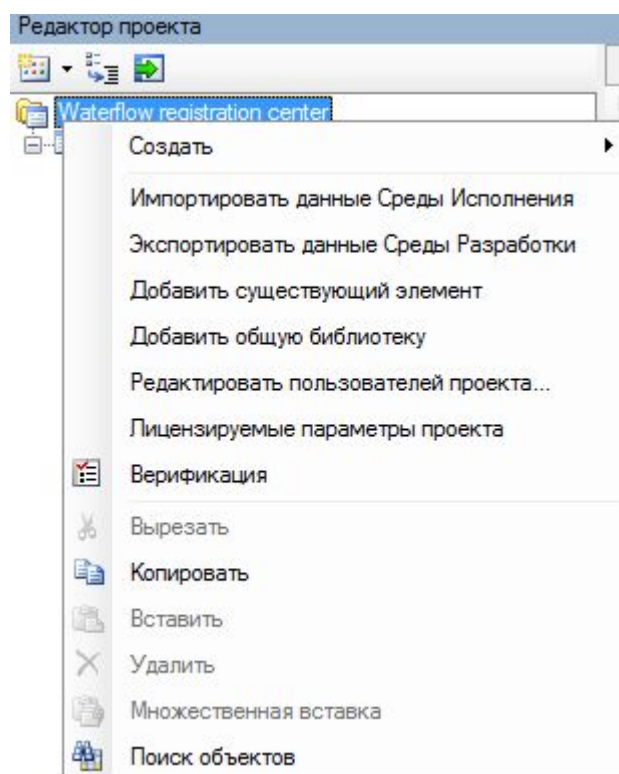 Редактор проекта
Waterflow registration center
Создать
Импортировать данные Среды Исполнения
Экспортировать данные Среды Разработки
Добавить существующий элемент
Добавить общую библиотеку
Редактировать пользователей проекта...
Лицензируемые параметры проекта
Верификация
Вырезать
Копировать
Вставить
Удалить
Множественная вставка
Поиск объектов